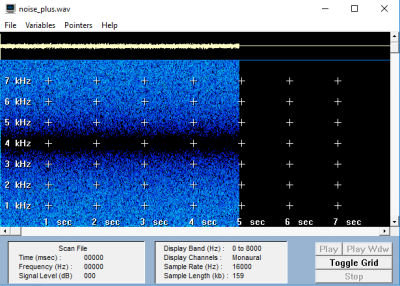 noise_plus.wav
File Variables Pointers Help
7 kHz
6 kHz
5 kHz
4 kHz
3 kHz
2 kHz
1 kHz
1 sec 2 sec 3 sec 4 sec 5 sec 6 sec 7 sec
Scan File
Time (msec) : 00000
Frequency (Hz) : 00000
Signal Level (dB) 000
Display Band (Hz) : 0 to 8000
Display Channels : Monaural
Sample Rate (Hz) : 16000
Sample Length (kb) : 159
Play Play Wdw
Toggle Grid
Stop